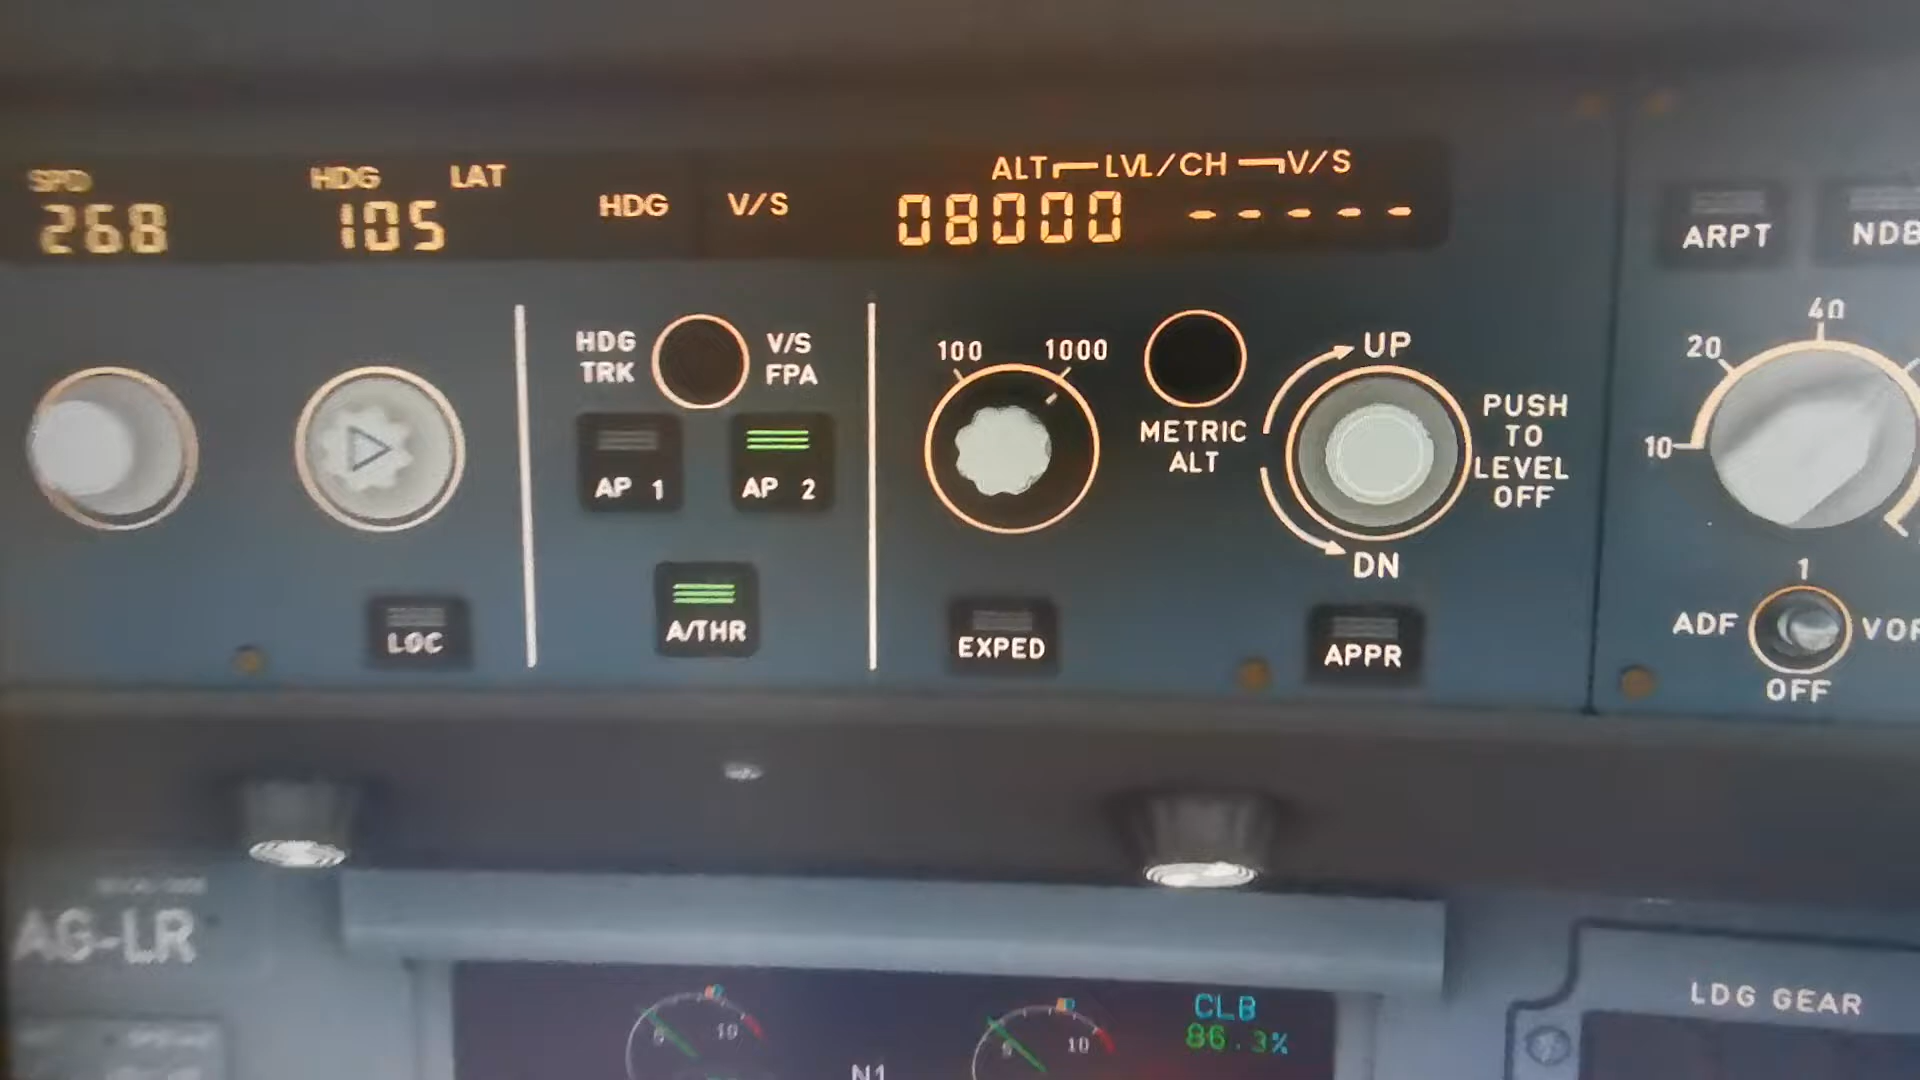 SPD
268
HDG LAT
105
HDG V/S
ALT LVL/CH V/S
08000 -----
HDG
TRK
V/S
FPA
AP 1
AP 2
A/THR
LOC
100 1000
METRIC
ALT
UP
PUSH
TO
LEVEL
OFF
DN
EXPED
APPR
ARPT
10 20 40
1
ADF
OFF
AG-LR
CLB
86.3%
10
10
N1
LDG GEAR